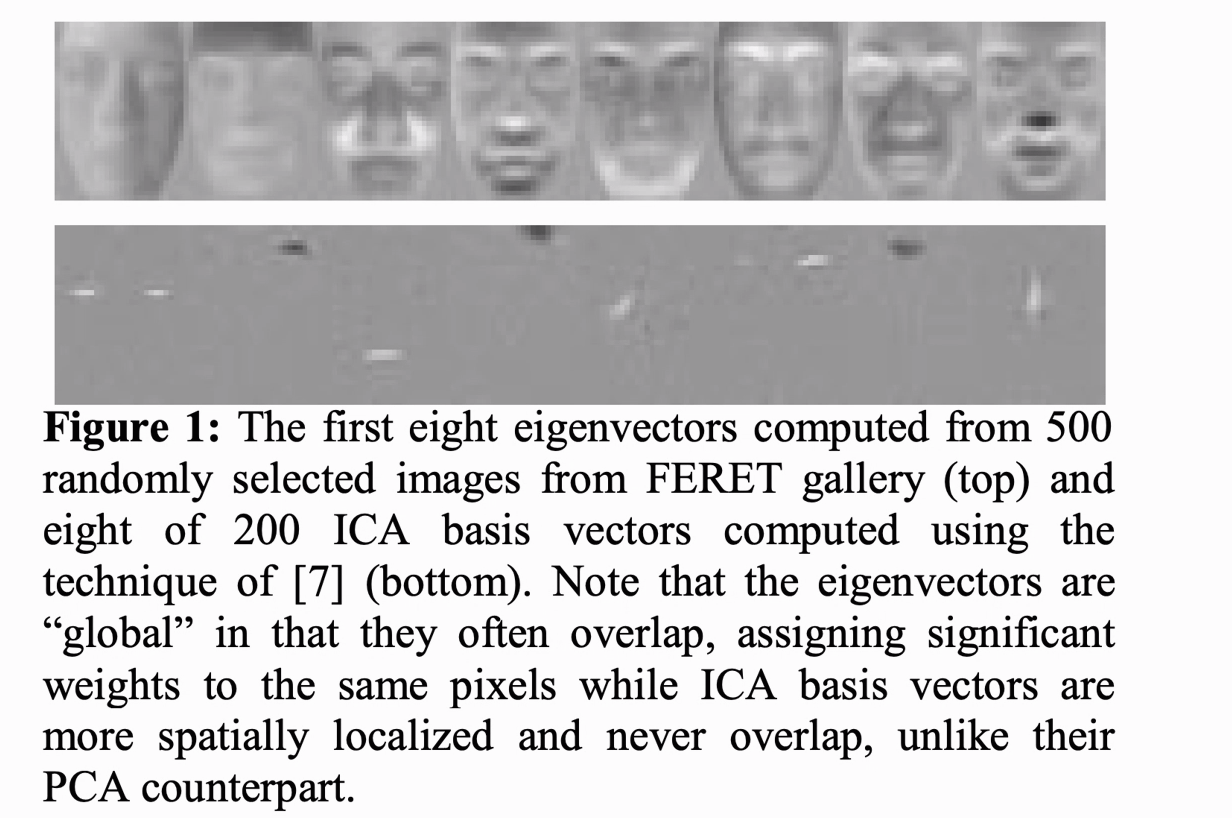 Figure 1: The first eight eigenvectors computed from 500
randomly selected images from FERET gallery (top) and
eight of 200 ICA basis vectors computed using the
technique of [7] (bottom). Note that the eigenvectors are
“global” in that they often overlap, assigning significant
weights to the same pixels while ICA basis vectors are
more spatially localized and never overlap, unlike their
PCA counterpart.